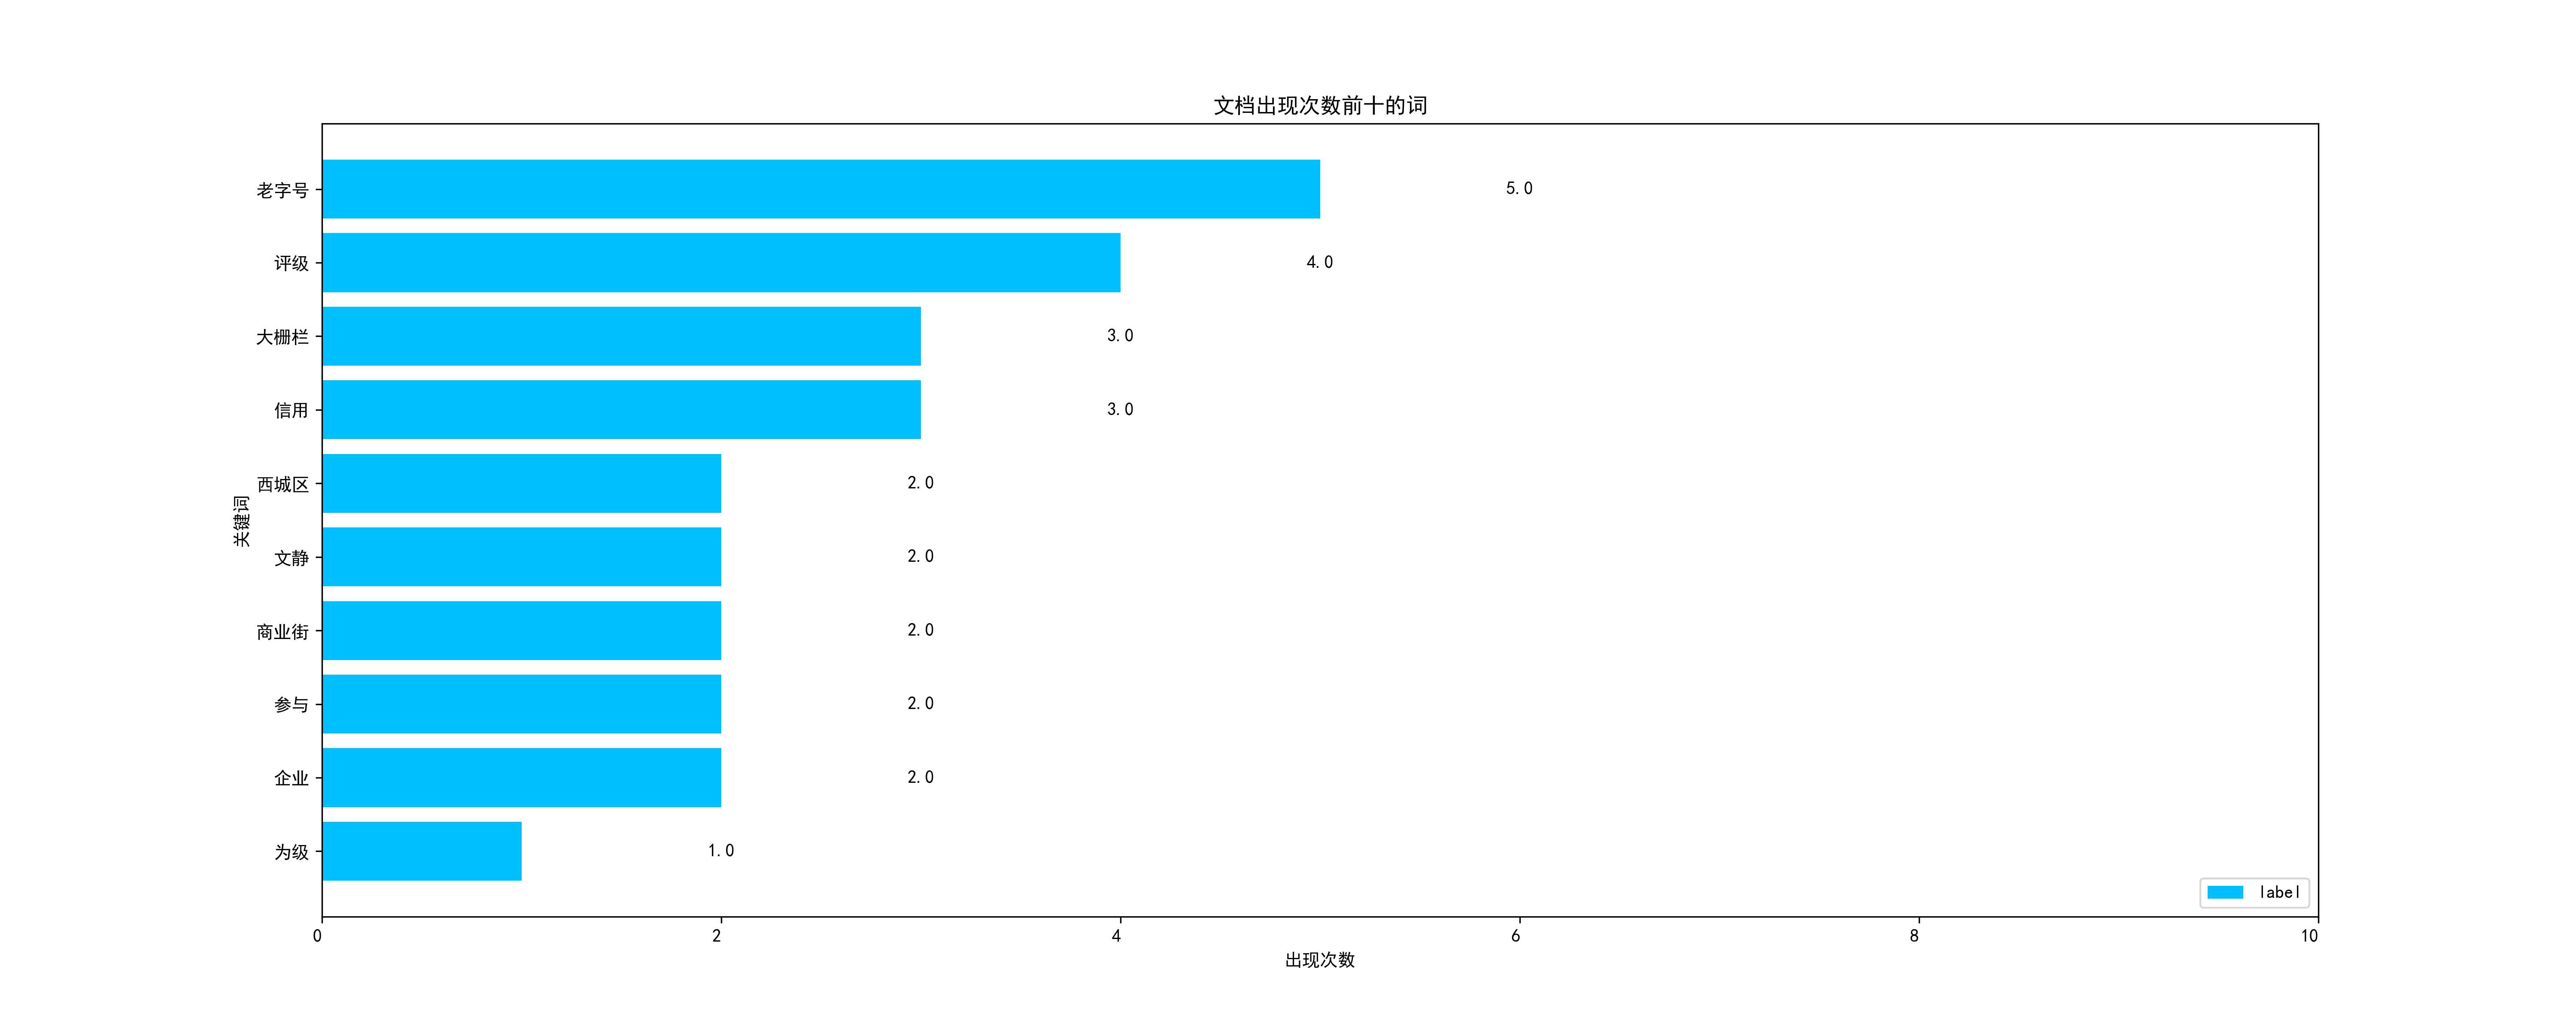 文档出现次数前十的词
老字号 5.0
评级 4.0
大栅栏 3.0
信用 3.0
西城区 2.0
文静 2.0
商业街 2.0
参与 2.0
企业 2.0
为级 1.0
关键词
label
0 2 4 6 8 10
出现次数